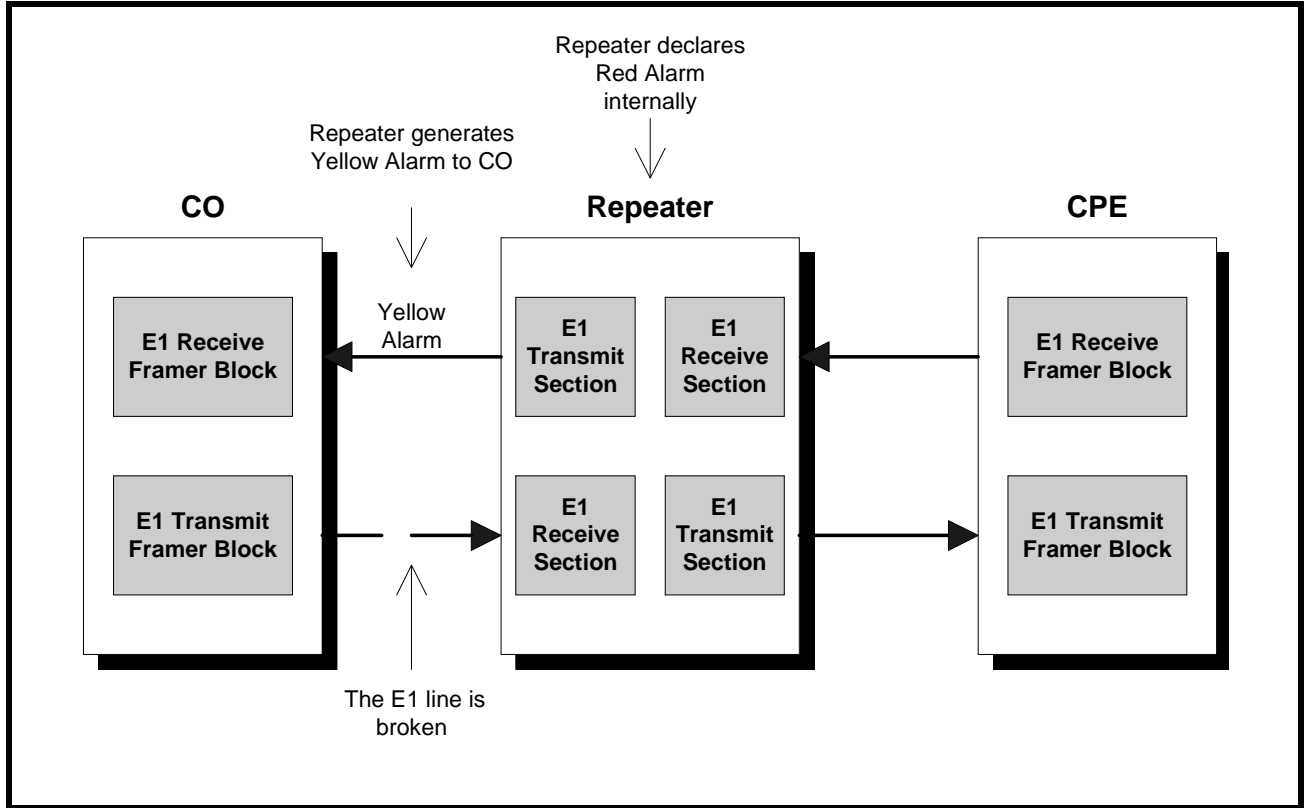 Repeater declares
Red Alarm
internally
Repeater generates
Yellow Alarm to CO
CO
Repeater
CPE
E1 Receive
Framer Block
Yellow
Alarm
E1
Transmit
Section
E1
Receive
Section
E1 Receive
Framer Block
E1 Transmit
Framer Block
E1
Receive
Section
E1
Transmit
Section
E1 Transmit
Framer Block
The E1 line is
broken